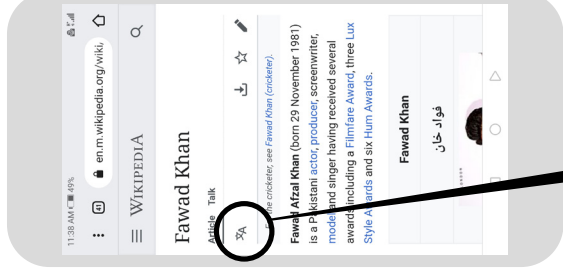 11:38 AM 49%
41 en.m.wikipedia.org/wiki,
WIKIPEDIA
Fawad Khan
Article Talk
the cricketer, see Fawad Khan (cricketer).
Fawad Afzal Khan (born 29 November 1981)
is a Pakistani actor, producer, screenwriter,
model and singer having received several
awards including a Filmfare Award, three Lux
Style Awards and six Hum Awards.
Fawad Khan
فواد خان